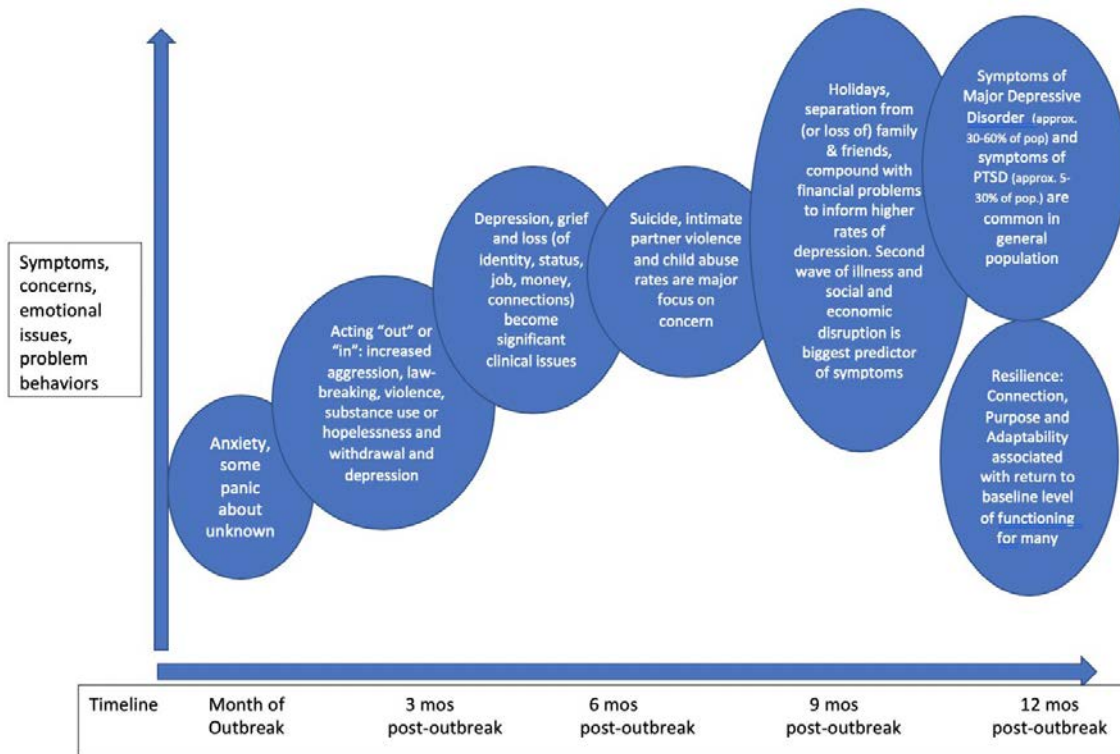 Symptoms,
concerns,
emotional
issues,
problem
behaviors
Anxiety,
some
panic
about
unknown
Acting “out” or
“in”: increased
aggression, law-
breaking, violence,
substance use or
hopelessness and
withdrawal and
depression
Depression, grief
and loss (of
identity, status,
job, money,
connections)
become
significant
clinical issues
Suicide, intimate
partner violence
and child abuse
rates are major
focus on
concern
Holidays,
separation from
(or loss of) family
& friends,
compound with
financial problems
to inform higher
rates of
depression. Second
wave of illness and
social and
economic
disruption is
biggest predictor
of symptoms
Symptoms of
Major Depressive
Disorder (approx.
30-60% of pop) and
symptoms of
PTSD (approx. 5-
30% of pop.) are
common in
general
population
Resilience:
Connection,
Purpose and
Adaptability
associated
with return to
baseline level
of functioning
for many
Timeline
Month of
Outbreak
3 mos
post-outbreak
6 mos
post-outbreak
9 mos
post-outbreak
12 mos
post-outbreak